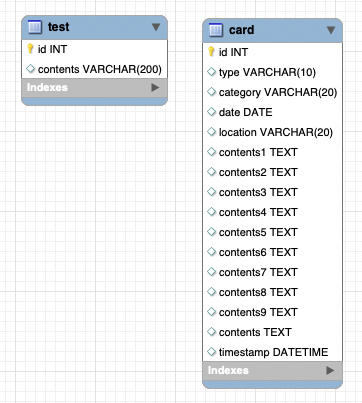 test
id INT
contents VARCHAR(200)
Indexes
card
id INT
type VARCHAR(10)
category VARCHAR(20)
date DATE
location VARCHAR(20)
contents1 TEXT
contents2 TEXT
contents3 TEXT
contents4 TEXT
contents5 TEXT
contents6 TEXT
contents7 TEXT
contents8 TEXT
contents9 TEXT
contents TEXT
timestamp DATETIME
Indexes